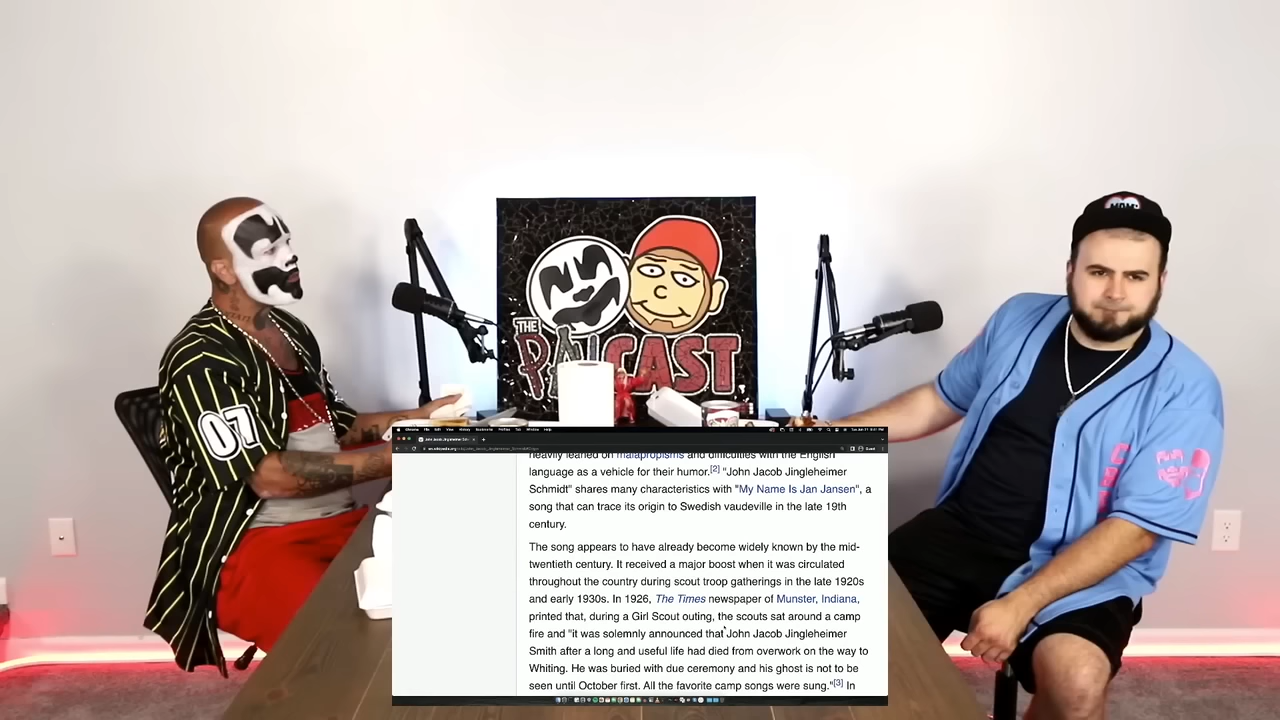 MDM
THE
PALCAST
07
heavily leaned on malapropisms and difficulties with the English
language as a vehicle for their humor.[2] "John Jacob Jingleheimer
Schmidt" shares many characteristics with "My Name Is Jan Jansen", a
song that can trace its origin to Swedish vaudeville in the late 19th
century.
The song appears to have already become widely known by the mid-
twentieth century. It received a major boost when it was circulated
throughout the country during scout troop gatherings in the late 1920s
and early 1930s. In 1926, The Times newspaper of Munster, Indiana,
printed that, during a Girl Scout outing, the scouts sat around a camp
fire and "it was solemnly announced that John Jacob Jingleheimer
Smith after a long and useful life had died from overwork on the way to
Whiting. He was buried with due ceremony and his ghost is not to be
seen until October first. All the favorite camp songs were sung."[3] In